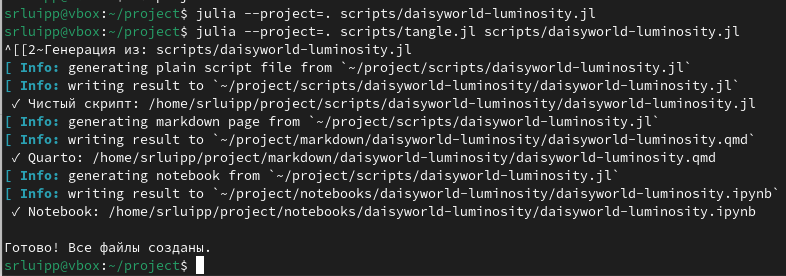 srluipp@vbox:~/project$ julia --project=. scripts/daisyworld-luminosity.jl
srluipp@vbox:~/project$ julia --project=. scripts/tangle.jl scripts/daisyworld-luminosity.jl
^[[2~Генерация из: scripts/daisyworld-luminosity.jl
[ Info: generating plain script file from `~/project/scripts/daisyworld-luminosity.jl`
[ Info: writing result to `~/project/scripts/daisyworld-luminosity/daisyworld-luminosity.jl`
✓ Чистый скрипт: /home/srluipp/project/scripts/daisyworld-luminosity/daisyworld-luminosity.jl
[ Info: generating markdown page from `~/project/scripts/daisyworld-luminosity.jl`
[ Info: writing result to `~/project/markdown/daisyworld-luminosity/daisyworld-luminosity.qmd`
✓ Quarto: /home/srluipp/project/markdown/daisyworld-luminosity/daisyworld-luminosity.qmd
[ Info: generating notebook from `~/project/scripts/daisyworld-luminosity.jl`
[ Info: writing result to `~/project/notebooks/daisyworld-luminosity/daisyworld-luminosity.ipynb`
✓ Notebook: /home/srluipp/project/notebooks/daisyworld-luminosity/daisyworld-luminosity.ipynb
Готово! Все файлы созданы.
srluipp@vbox:~/project$